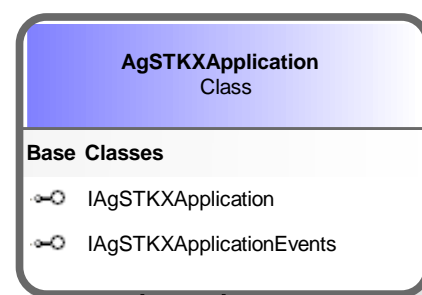 AgSTKXApplication
Class
Base Classes
IAgSTKXApplication
IAgSTKXApplicationEvents